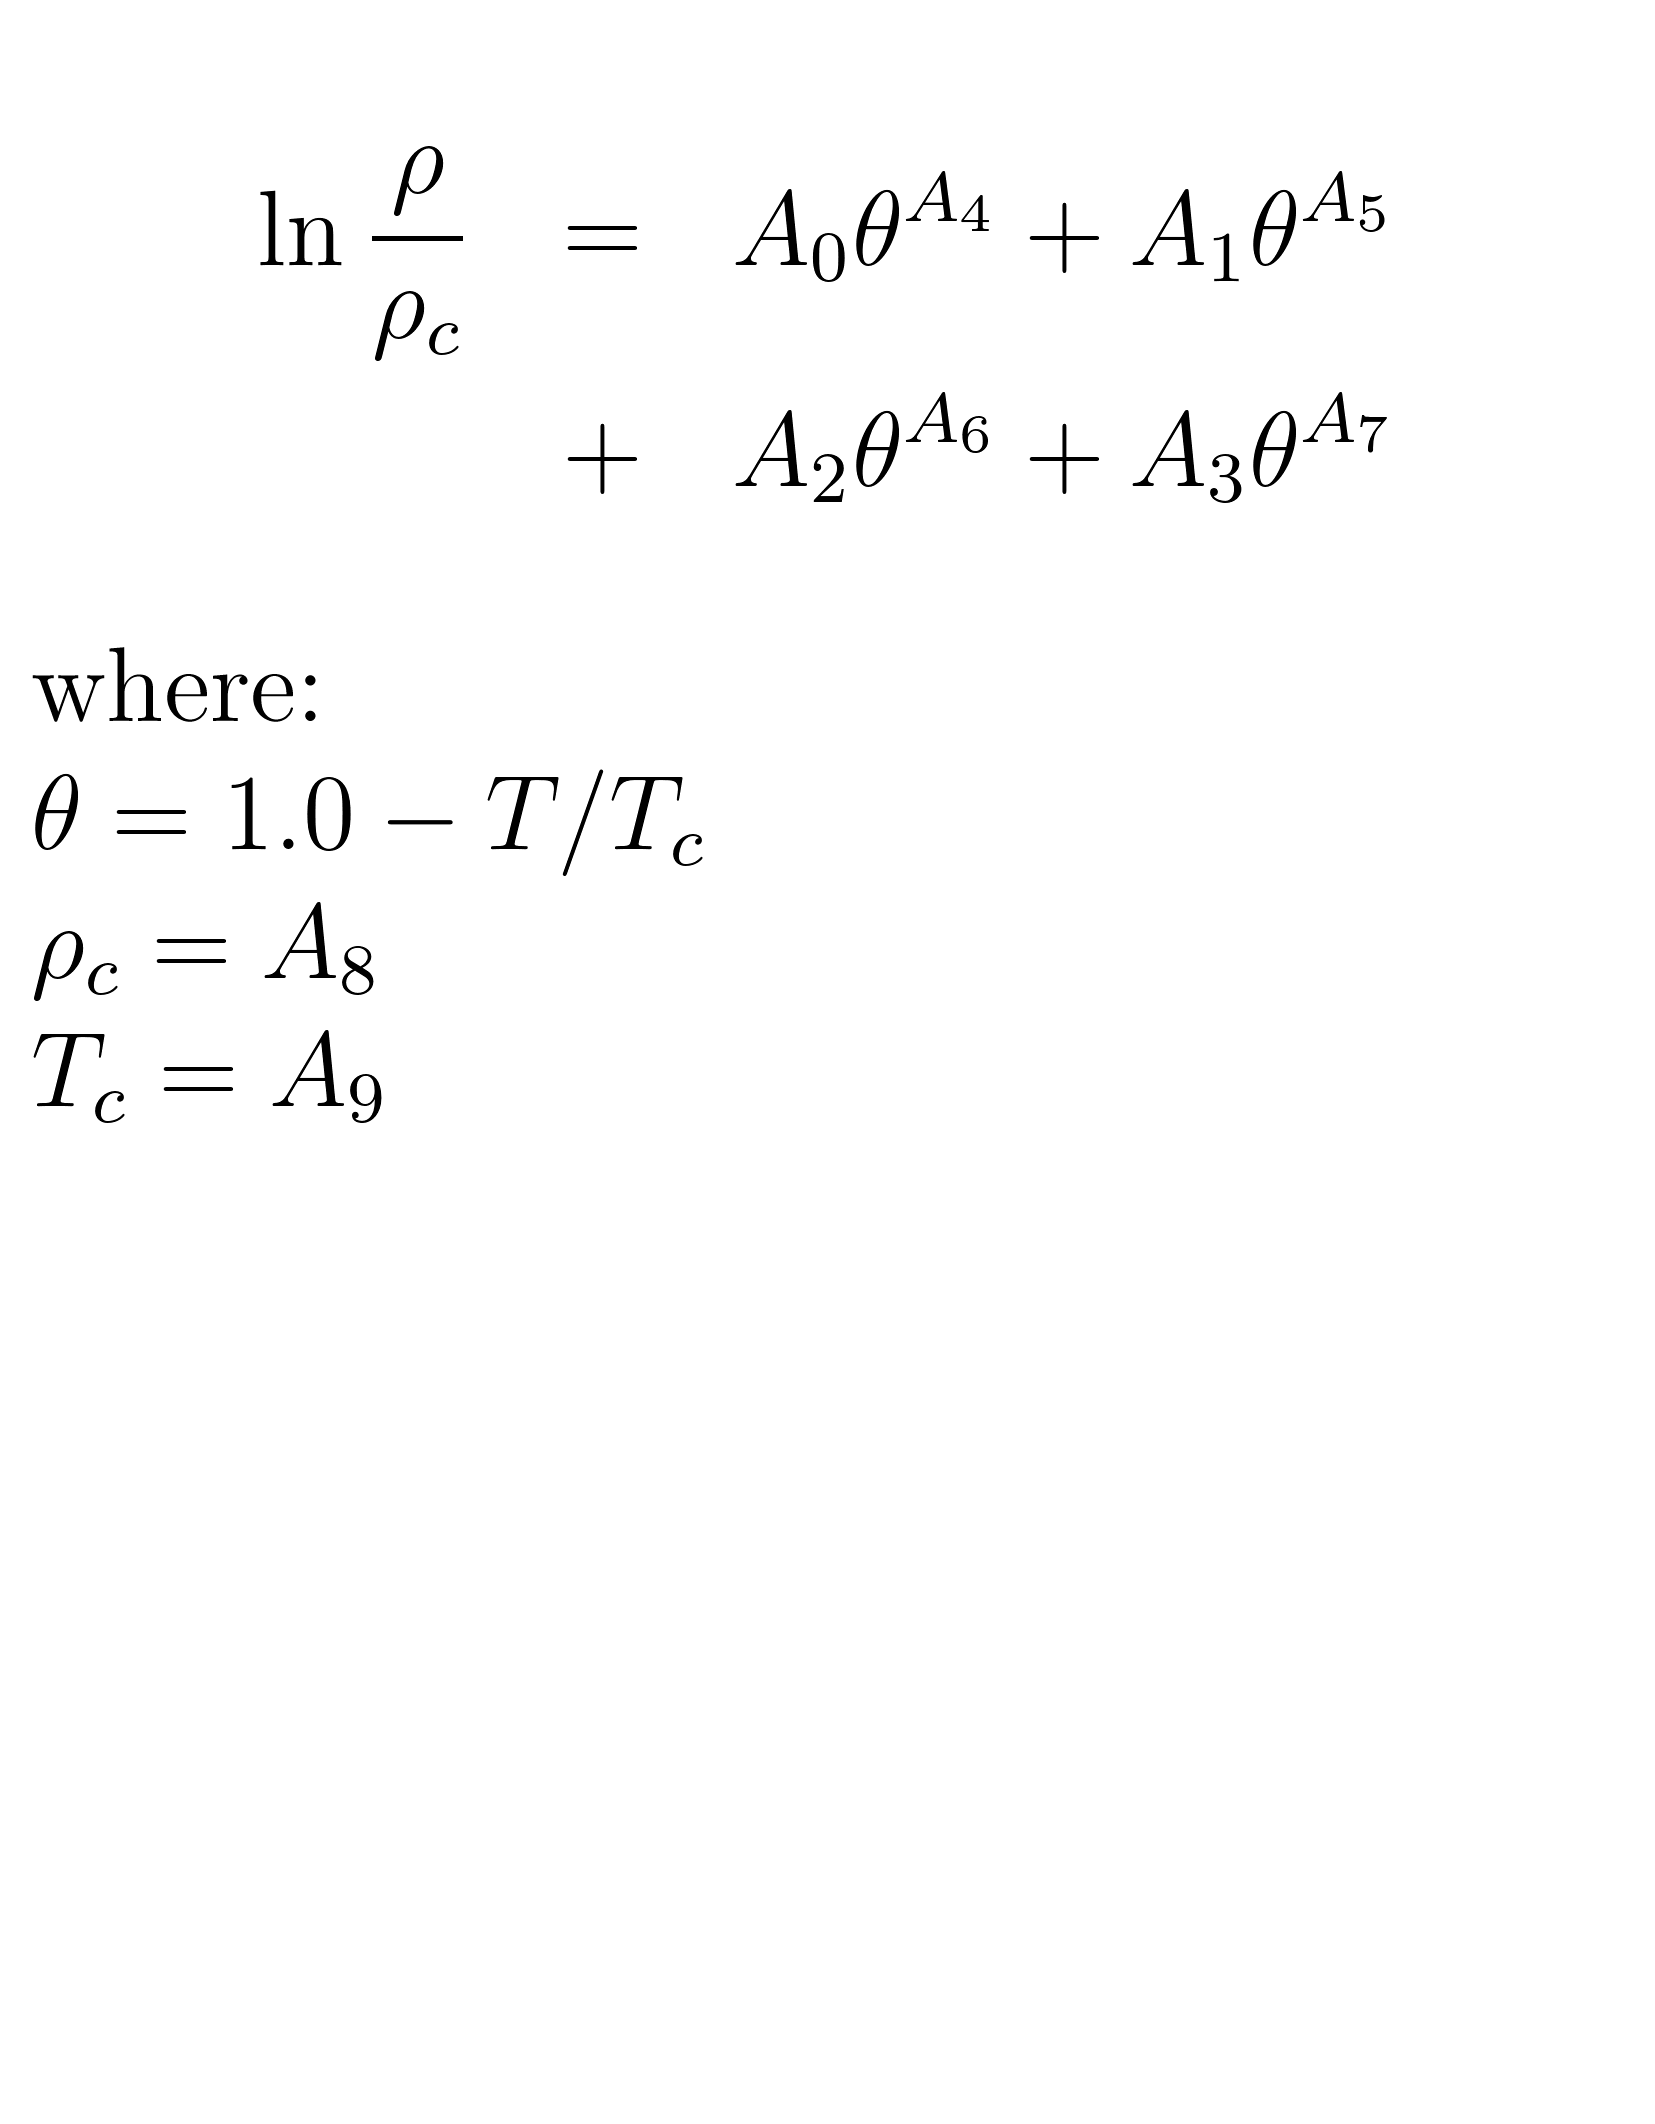 ln ρ/ρ_c = A_0θ^{A_4} + A_1θ^{A_5}
+ A_2θ^{A_6} + A_3θ^{A_7}
where:
θ = 1.0 − T/T_c
ρ_c = A_8
T_c = A_9